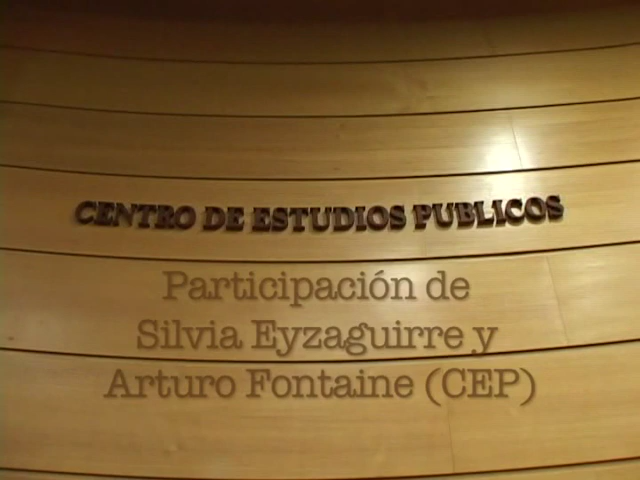 CENTRO DE ESTUDIOS PUBLICOS
Participación de
Silvia Eyzaguirre y
Arturo Fontaine (CEP)